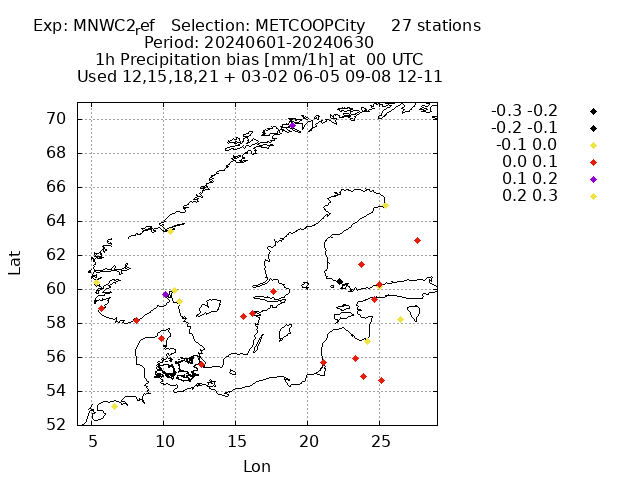 Exp: MNWC2ref   Selection: METCOOPCity     27 stations
Period: 20240601-20240630
1h Precipitation bias [mm/1h] at  00 UTC
Used 12,15,18,21 + 03-02 06-05 09-08 12-11
-0.3 -0.2
-0.2 -0.1
-0.1 0.0
0.0 0.1
0.1 0.2
0.2 0.3
70
68
66
64
62
60
58
56
54
52
Lat
5 10 15 20 25
Lon